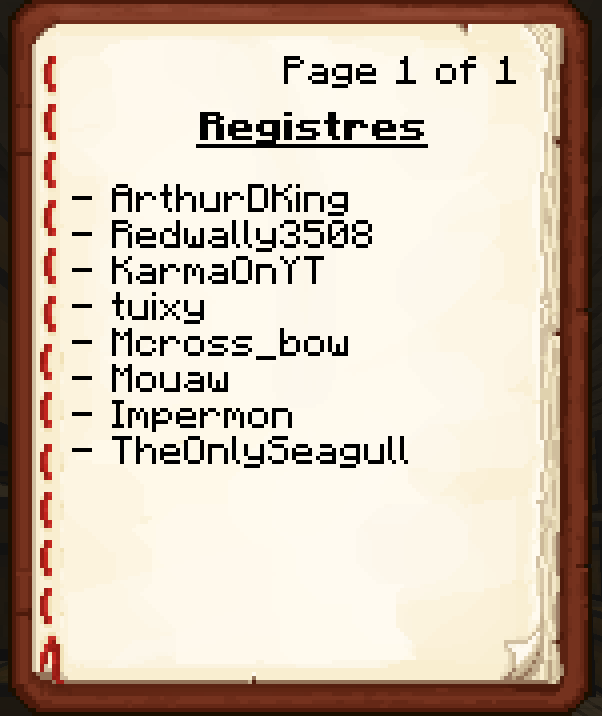 Page 1 of 1
Registres
- ArthurDKing
- Redwally3508
- KarmaOnYT
- tuixy
- Mcross_bow
- Mouaw
- Impermon
- TheOnlySeagull